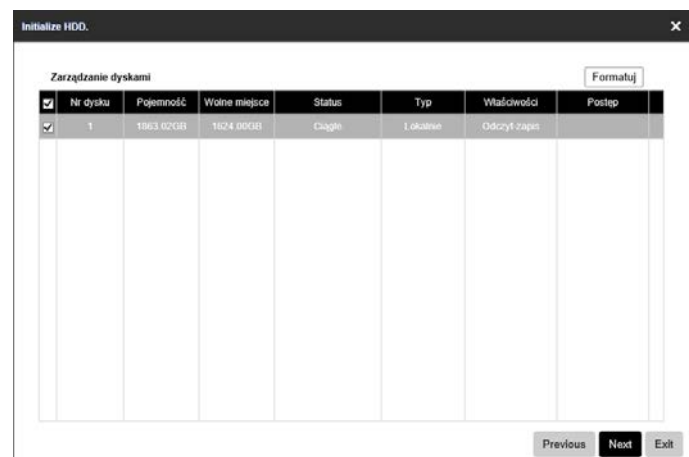 Initialize HDD.
Zarządzanie dyskami Formatuj
Nr dysku Pojemność Wolne miejsce Status Typ Właściwości Postęp
1 1863.02GB 1624.00GB Ciągło Lokalnie Odczyt-zapis
Previous Next Exit